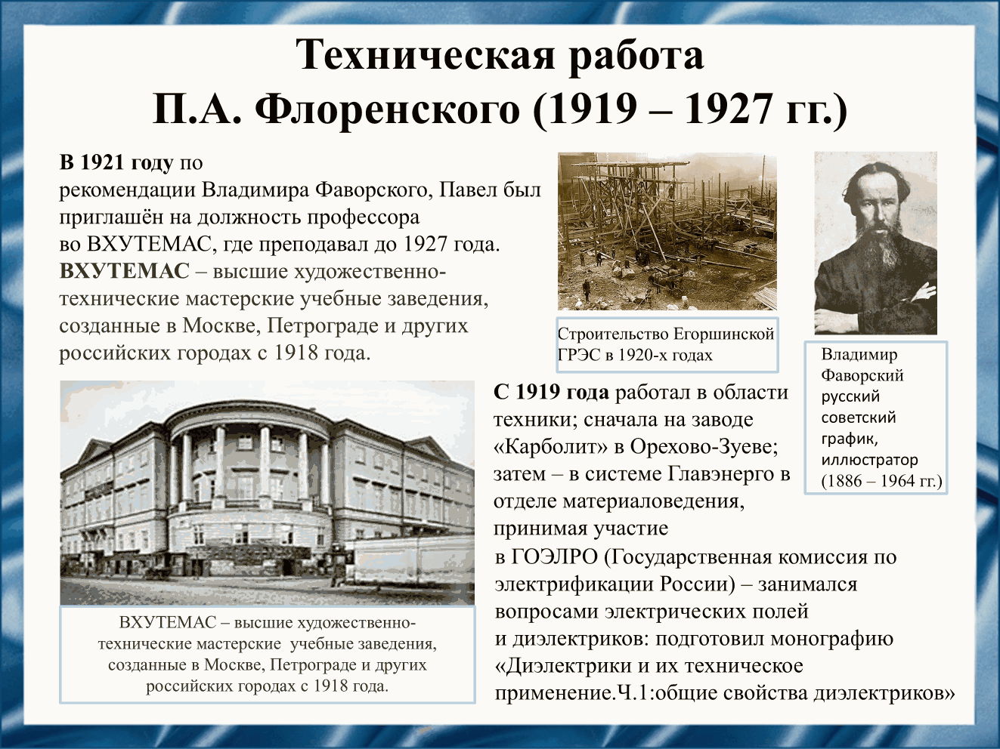 Техническая работа
П.А. Флоренского (1919 – 1927 гг.)
В 1921 году по
рекомендации Владимира Фаворского, Павел был
приглашён на должность профессора
во ВХУТЕМАС, где преподавал до 1927 года.
ВХУТЕМАС – высшие художественно-
технические мастерские учебные заведения,
созданные в Москве, Петрограде и других
российских городах с 1918 года.
Строительство Егоршинской
ГРЭС в 1920-х годах
Владимир
Фаворский
русский
советский
график,
иллюстратор
(1886 – 1964 гг.)
С 1919 года работал в области
техники; сначала на заводе
«Карболит» в Орехово-Зуеве;
затем – в системе Главэнерго в
отделе материаловедения,
принимая участие
в ГОЭЛРО (Государственная комиссия по
электрификации России) – занимался
вопросами электрических полей
и диэлектриков: подготовил монографию
«Диэлектрики и их техническое
применение.Ч.1:общие свойства диэлектриков»
ВХУТЕМАС – высшие художественно-
технические мастерские  учебные заведения,
созданные в Москве, Петрограде и других
российских городах с 1918 года.